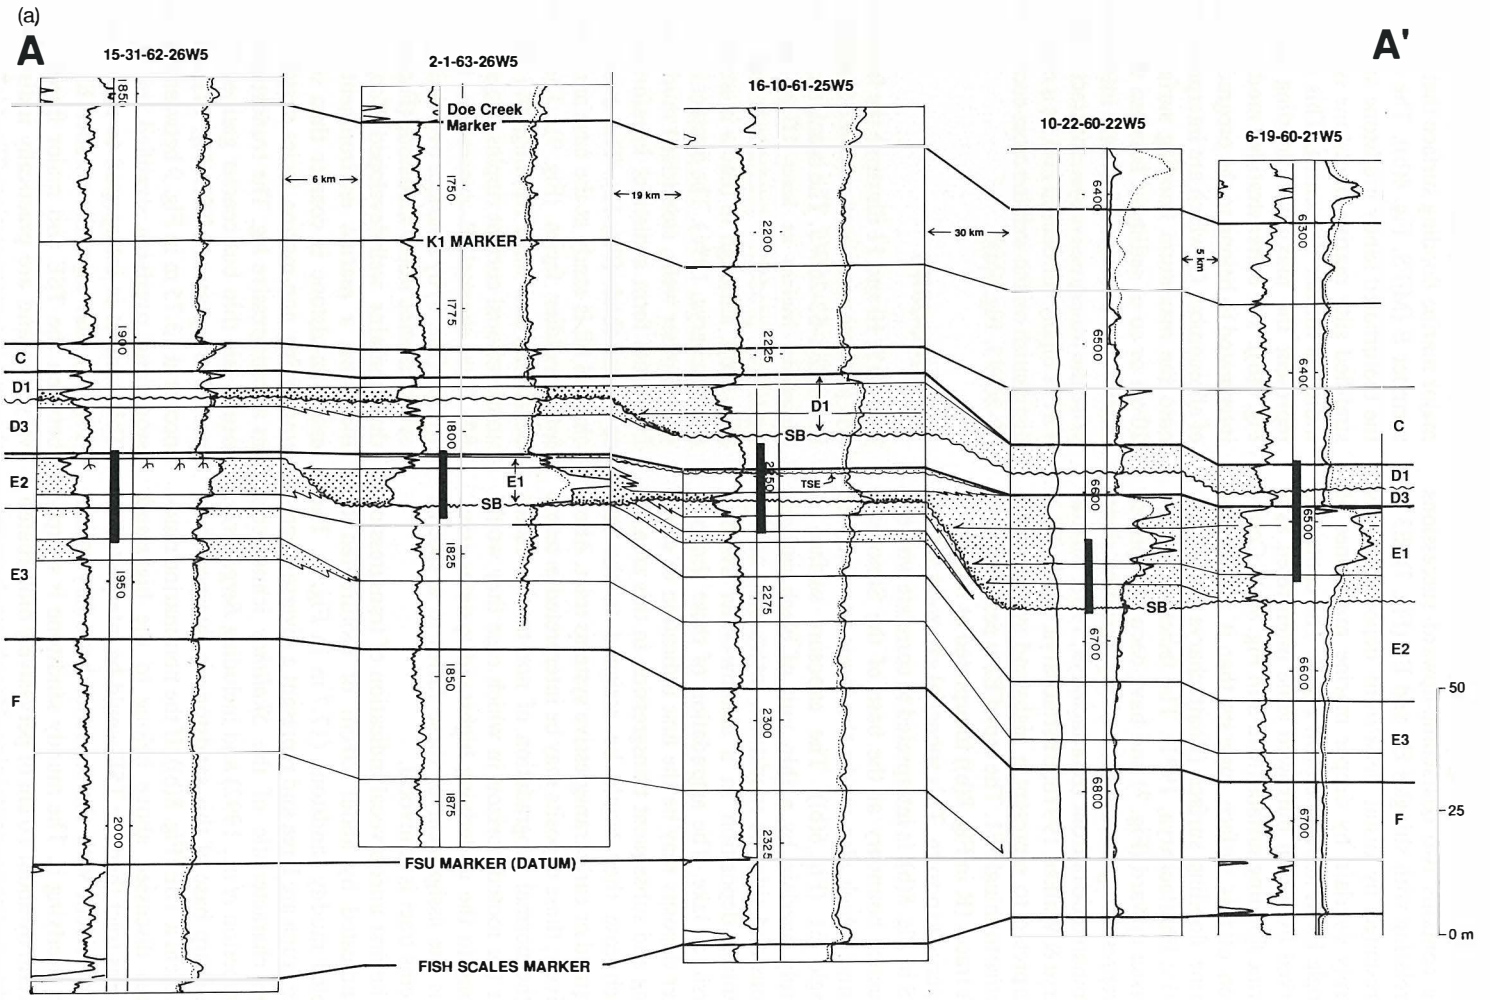 (a)
A
A'
15-31-62-26W5
2-1-63-26W5
16-10-61-25W5
10-22-60-22W5
6-19-60-21W5
Doe Creek
Marker
6 km
19 km
30 km
5 km
K1 MARKER
1850
1900
1950
2000
1750
1775
1800
1825
1850
1875
2200
2225
2250
2275
2300
2325
6400
6500
6600
6700
6800
6300
6400
6500
6600
6700
C
D1
D3
E2
E3
F
D1
SB
E1
SB
TSE
SB
C
D1
D3
E1
E2
E3
F
50
25
0 m
FSU MARKER (DATUM)
FISH SCALES MARKER